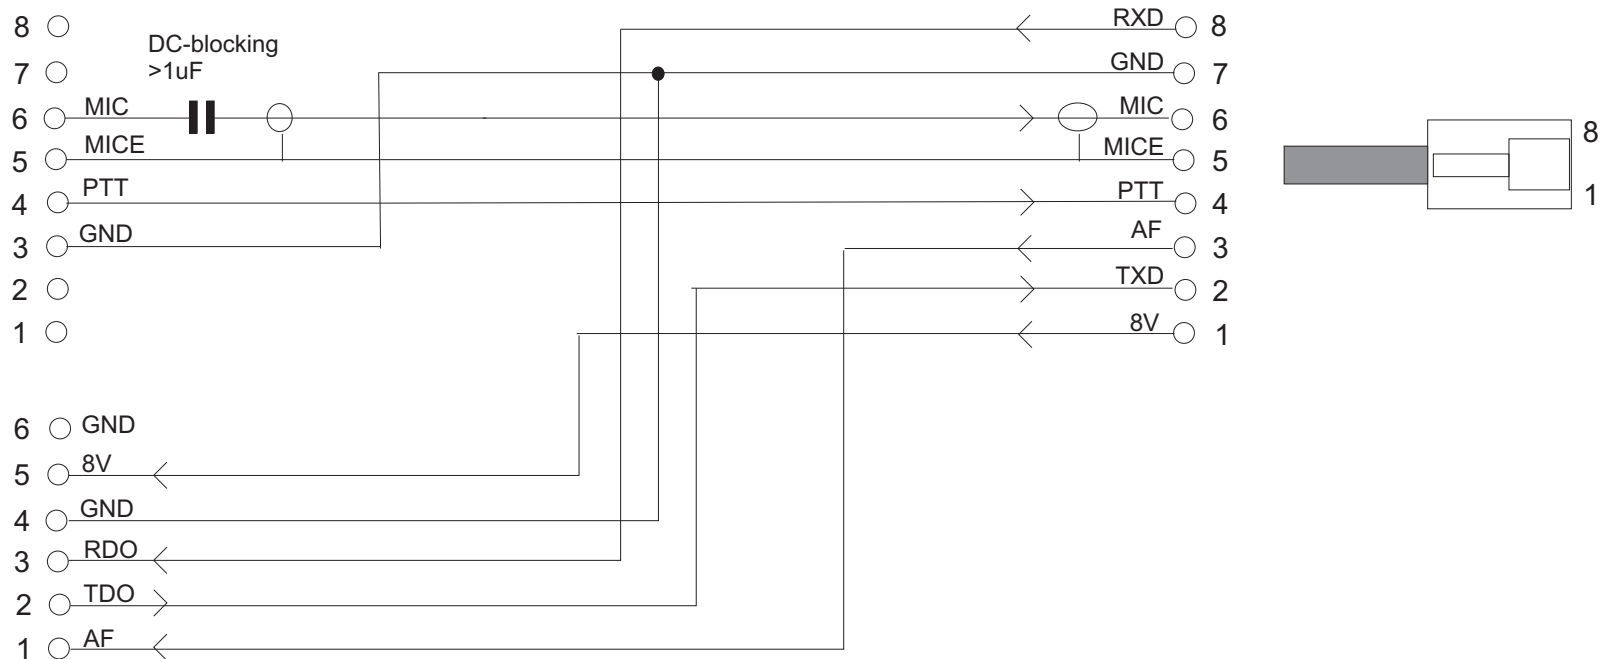 8
DC-blocking
>1uF
7
6 MIC
5 MICE
4 PTT
3 GND
2
1
RXD 8
GND 7
MIC 6
MICE 5
PTT 4
AF 3
TXD 2
8V 1
8
1
6 GND
5 8V
4 GND
3 RDO
2 TDO
1 AF